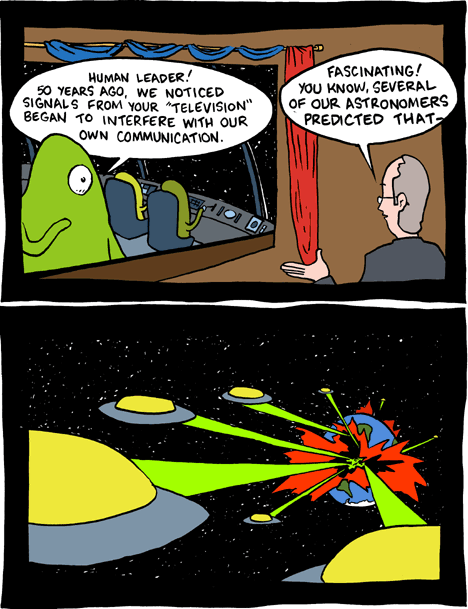 HUMAN LEADER!
50 YEARS AGO, WE NOTICED
SIGNALS FROM YOUR "TELEVISION"
BEGAN TO INTERFERE WITH OUR
OWN COMMUNICATION.
FASCINATING!
YOU KNOW, SEVERAL
OF OUR ASTRONOMERS
PREDICTED THAT-